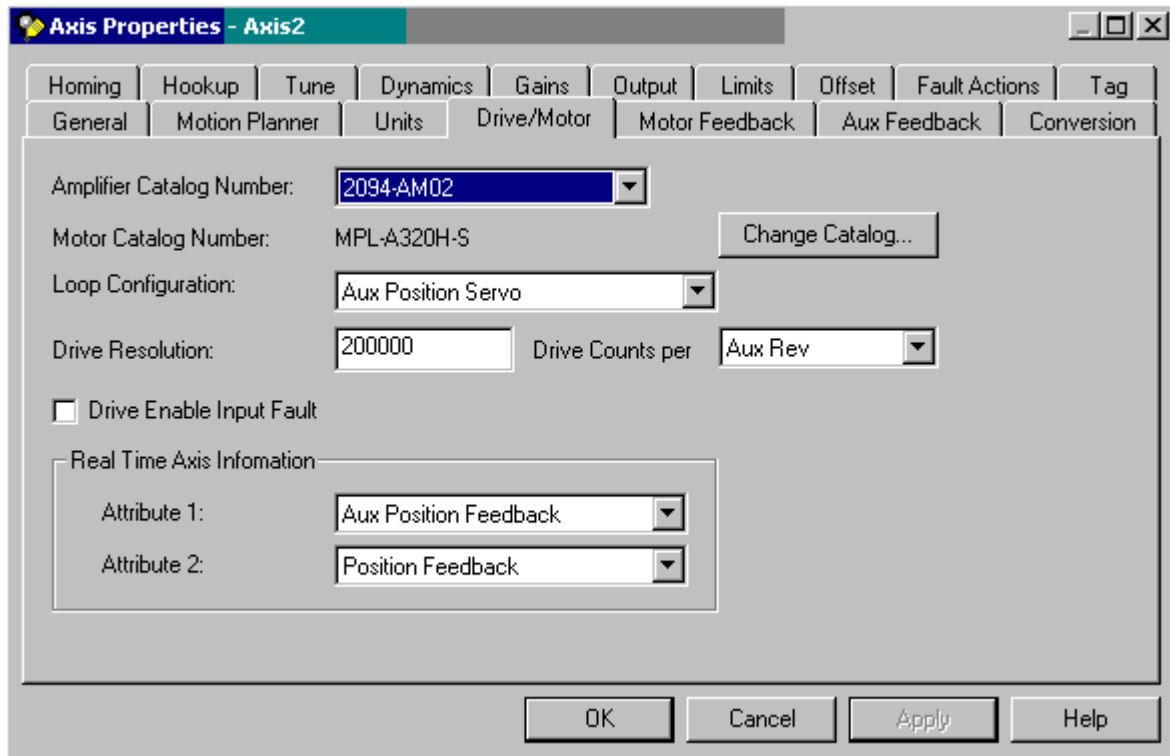 Axis Properties - Axis2
Homing Hookup Tune Dynamics Gains Output Limits Offset Fault Actions Tag
General Motion Planner Units Drive/Motor Motor Feedback Aux Feedback Conversion
Amplifier Catalog Number: 2094-AM02
Motor Catalog Number: MPL-A320H-S Change Catalog...
Loop Configuration: Aux Position Servo
Drive Resolution: 200000 Drive Counts per Aux Rev
Drive Enable Input Fault
Real Time Axis Infomation
Attribute 1: Aux Position Feedback
Attribute 2: Position Feedback
OK Cancel Apply Help